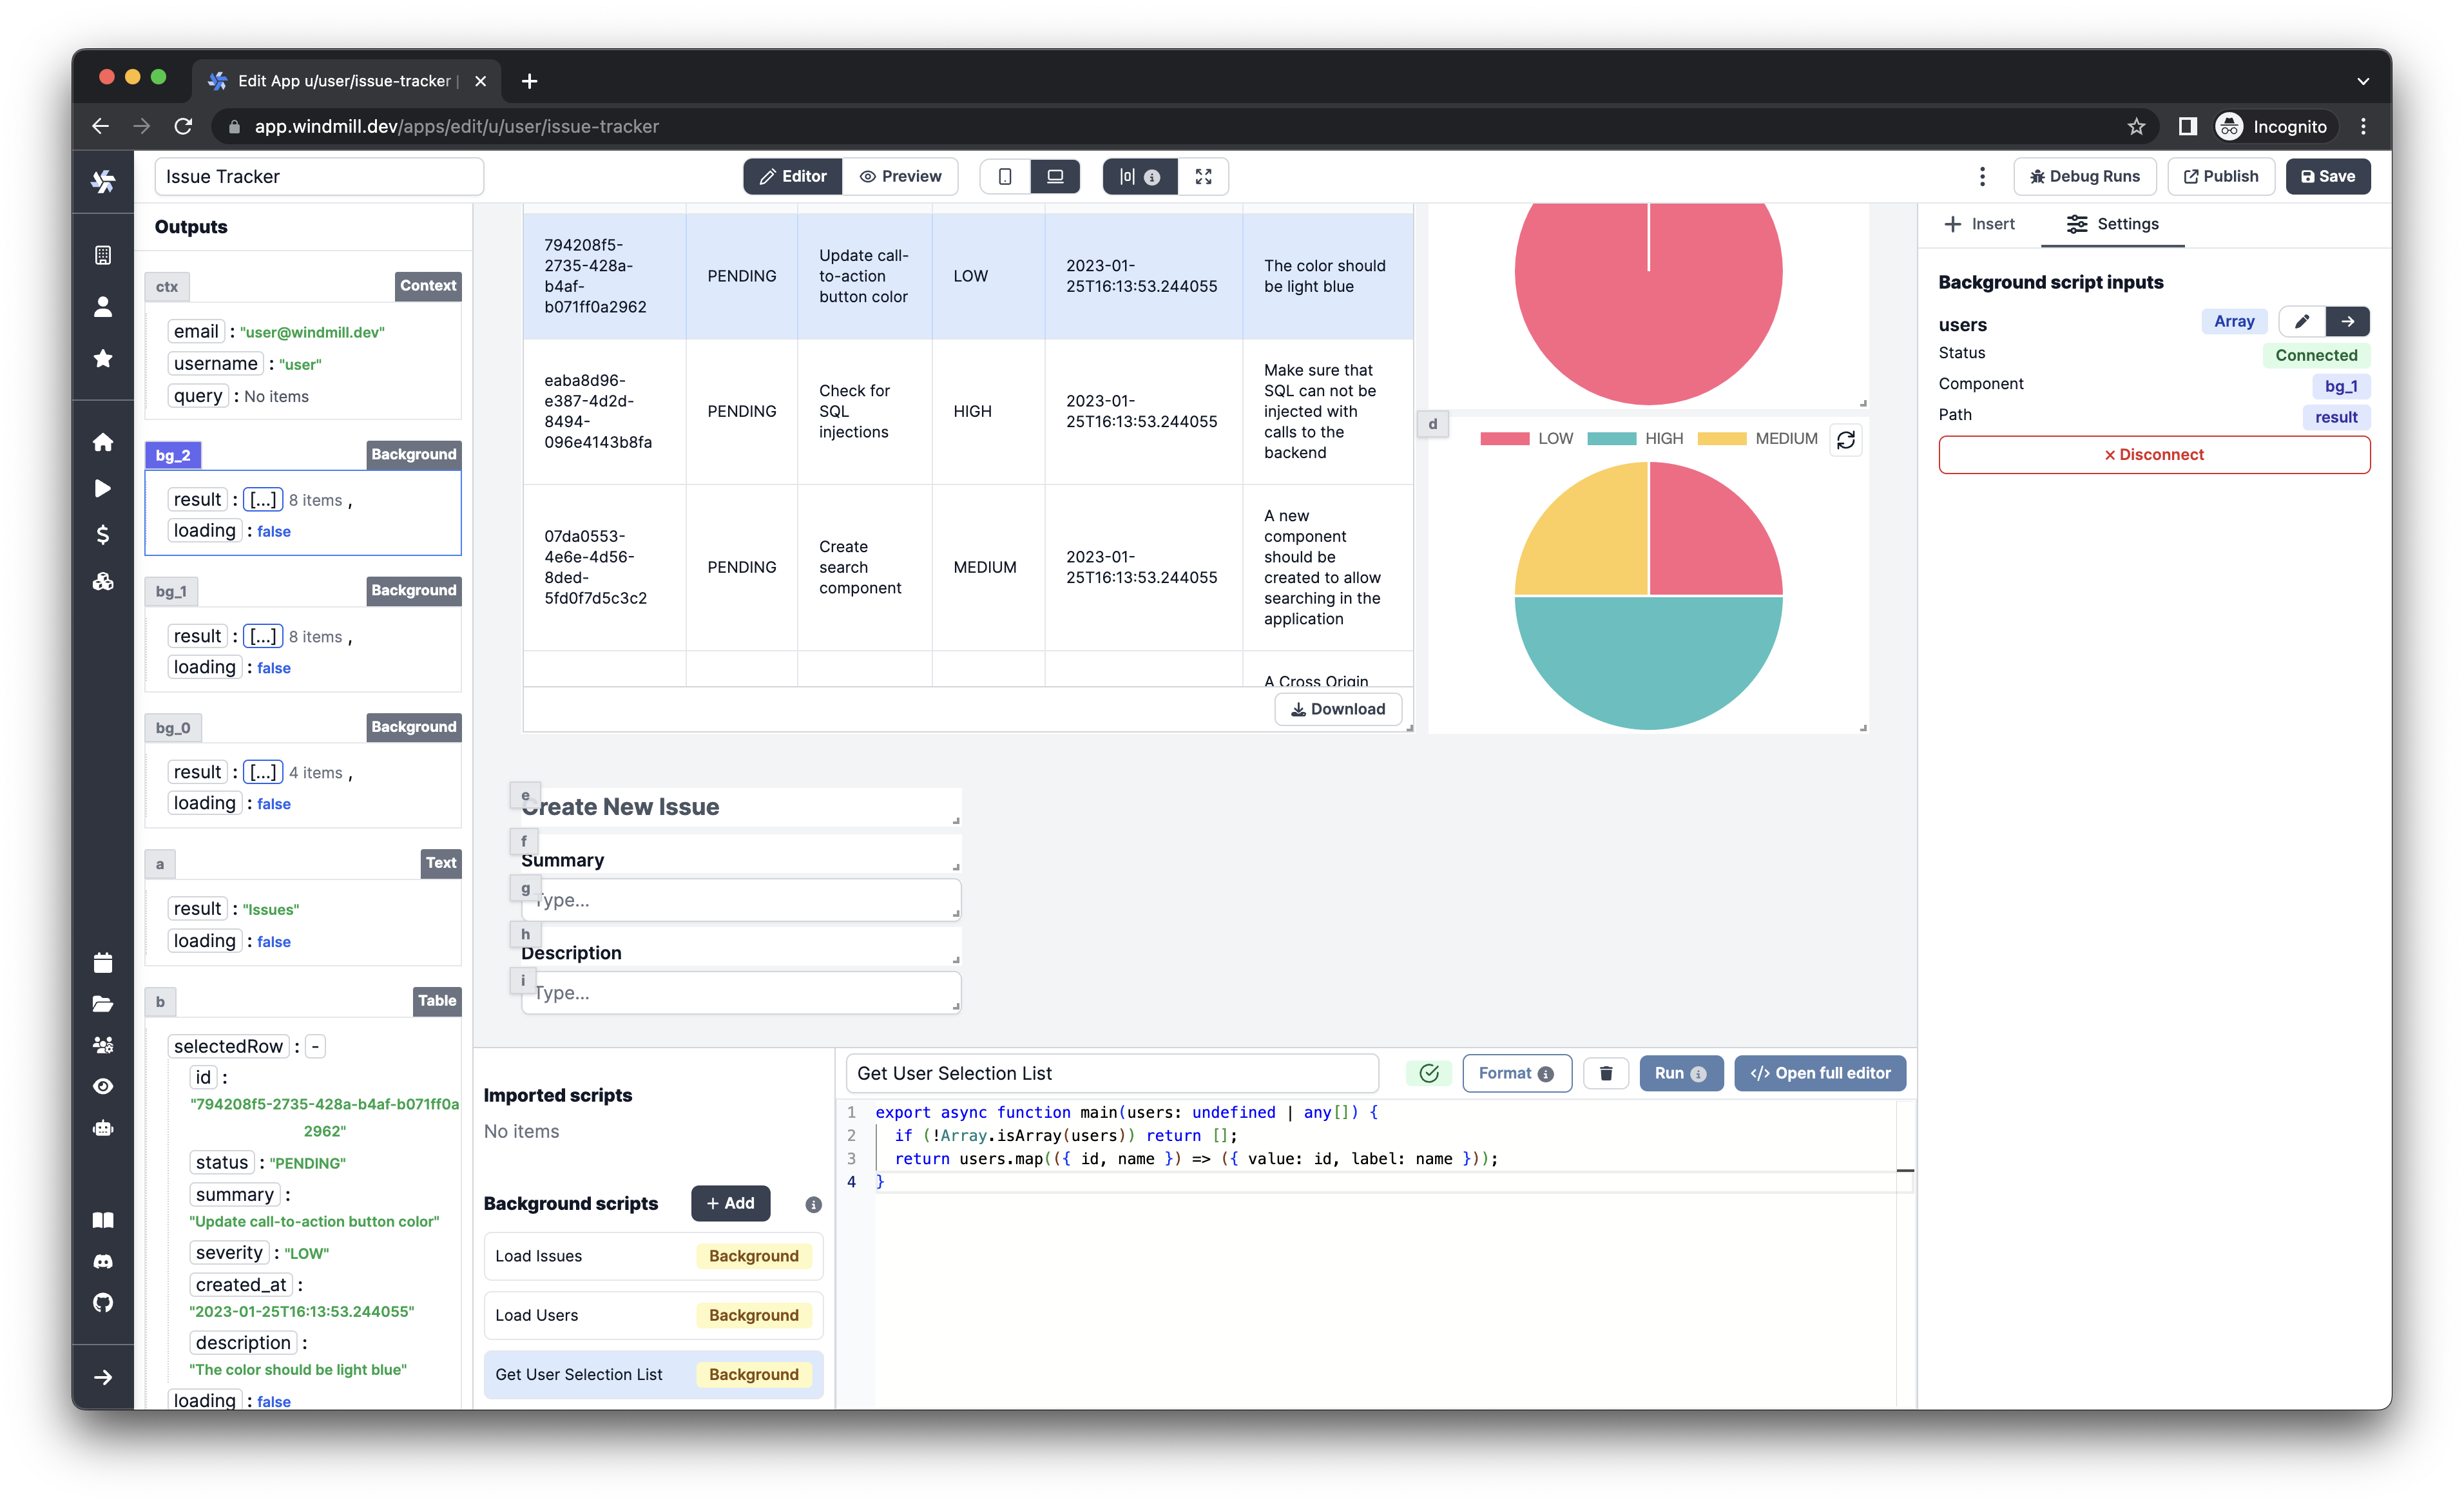 Edit App u/user/issue-tracker |
app.windmill.dev/apps/edit/u/user/issue-tracker
Incognito
Issue Tracker
Editor
Preview
Debug Runs
Publish
Save
Outputs
ctx
Context
email : "user@windmill.dev"
username : "user"
query : No items
bg_2
Background
result : [...] 8 items ,
loading : false
bg_1
Background
result : [...] 8 items ,
loading : false
bg_0
Background
result : [...] 4 items ,
loading : false
a
Text
result : "Issues"
loading : false
b
Table
selectedRow : -
id :
"794208f5-2735-428a-b4af-b071ff0a
2962"
status : "PENDING"
summary :
"Update call-to-action button color"
severity : "LOW"
created_at :
"2023-01-25T16:13:53.244055"
description :
"The color should be light blue"
loading : false
794208f5-
2735-428a-
b4af-
b071ff0a2962
PENDING
Update call-
to-action
button color
LOW
2023-01-
25T16:13:53.244055
The color should
be light blue
eaba8d96-
e387-4d2d-
8494-
096e4143b8fa
PENDING
Check for
SQL
injections
HIGH
2023-01-
25T16:13:53.244055
Make sure that
SQL can not be
injected with
calls to the
backend
07da0553-
4e6e-4d56-
8ded-
5fd0f7d5c3c2
PENDING
Create
search
component
MEDIUM
2023-01-
25T16:13:53.244055
A new
component
should be
created to allow
searching in the
application
A Cross Origin
Download
d
LOW
HIGH
MEDIUM
e
Create New Issue
f
Summary
g
Type...
h
Description
i
Type...
Imported scripts
No items
Background scripts
+ Add
Load Issues
Background
Load Users
Background
Get User Selection List
Background
Get User Selection List
Format
Run
</> Open full editor
1 export async function main(users: undefined | any[]) {
2 if (!Array.isArray(users)) return [];
3 return users.map(({ id, name }) => ({ value: id, label: name }));
4 }
+ Insert
Settings
Background script inputs
users
Array
Status
Connected
Component
bg_1
Path
result
× Disconnect